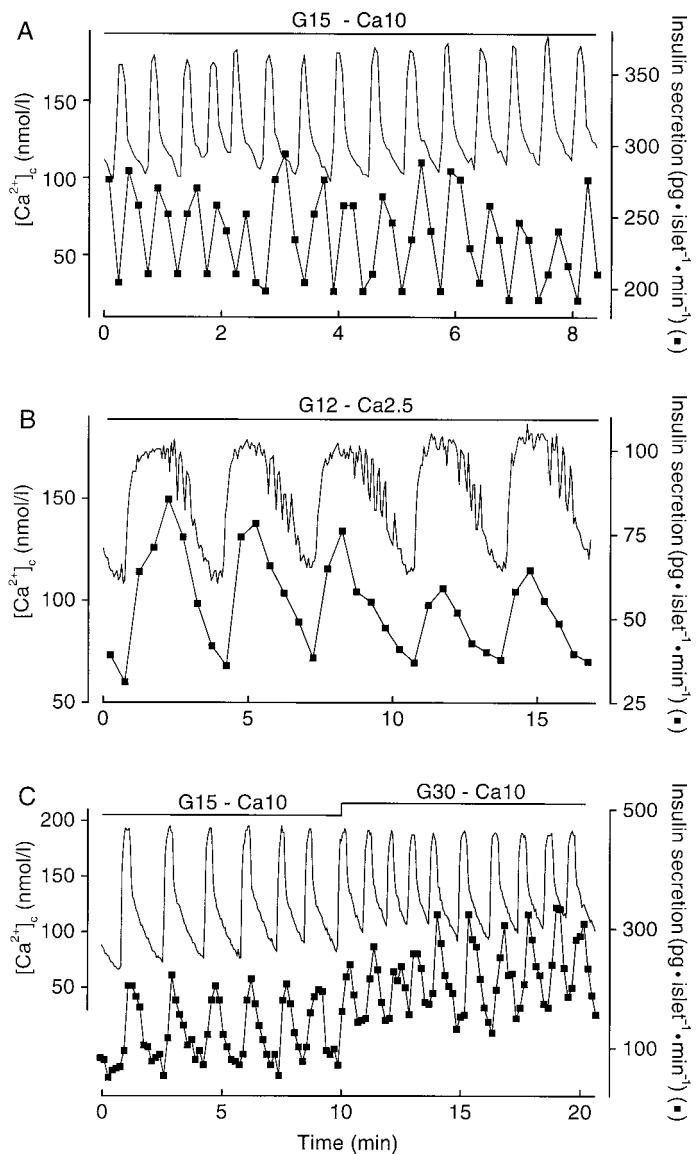 A
G15 - Ca10
[Ca²⁺]c (nmol/l)
150
100
50
350
300
250
200
Insulin secretion (pg • islet⁻¹ • min⁻¹) (■)
0 2 4 6 8
B
G12 - Ca2.5
[Ca²⁺]c (nmol/l)
150
100
50
100
75
50
25
Insulin secretion (pg • islet⁻¹ • min⁻¹) (■)
0 5 10 15
C
G15 - Ca10
G30 - Ca10
[Ca²⁺]c (nmol/l)
200
150
100
50
500
300
100
Insulin secretion (pg • islet⁻¹ • min⁻¹) (■)
0 5 10 15 20
Time (min)